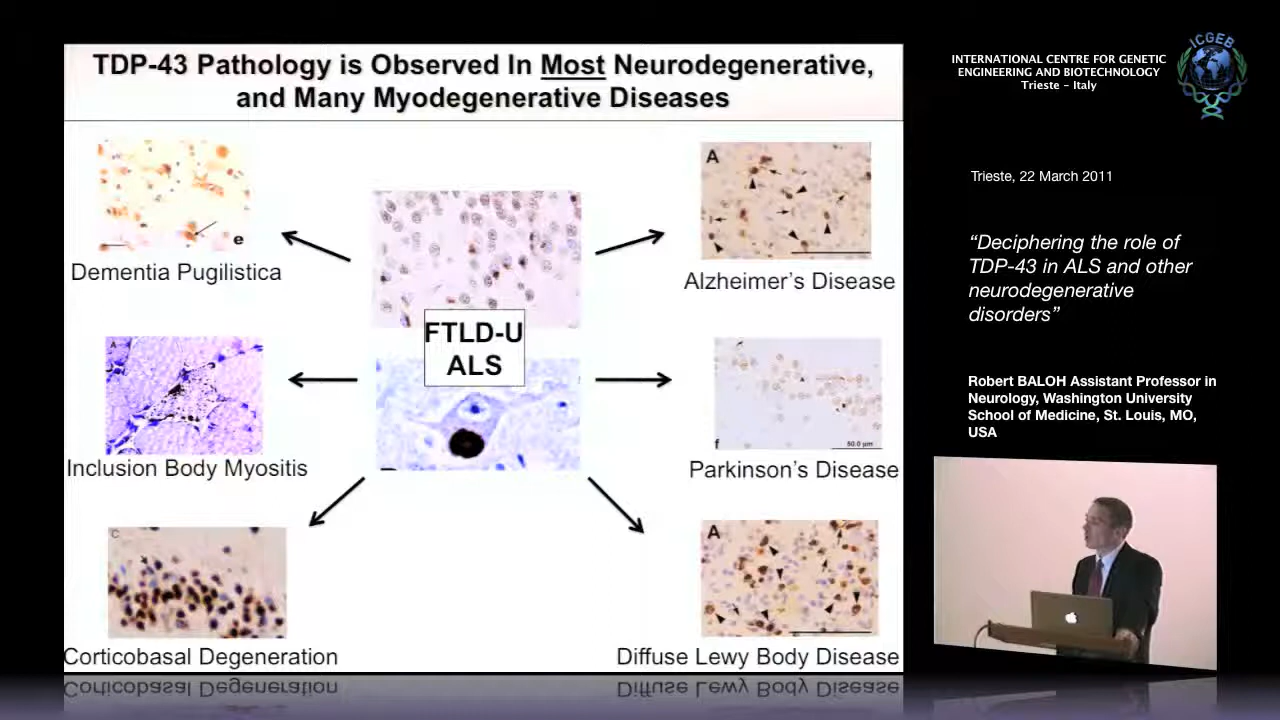 TDP-43 Pathology is Observed In Most Neurodegenerative,
and Many Myodegenerative Diseases
e
Dementia Pugilistica
A
Alzheimer's Disease
FTLD-U
ALS
A
Inclusion Body Myositis
f
50.0 µm
Parkinson's Disease
C
Corticobasal Degeneration
A
Diffuse Lewy Body Disease
ICGEB
INTERNATIONAL CENTRE FOR GENETIC
ENGINEERING AND BIOTECHNOLOGY
Trieste - Italy
Trieste, 22 March 2011
“Deciphering the role of
TDP-43 in ALS and other
neurodegenerative
disorders”
Robert BALOH Assistant Professor in
Neurology, Washington University
School of Medicine, St. Louis, MO,
USA